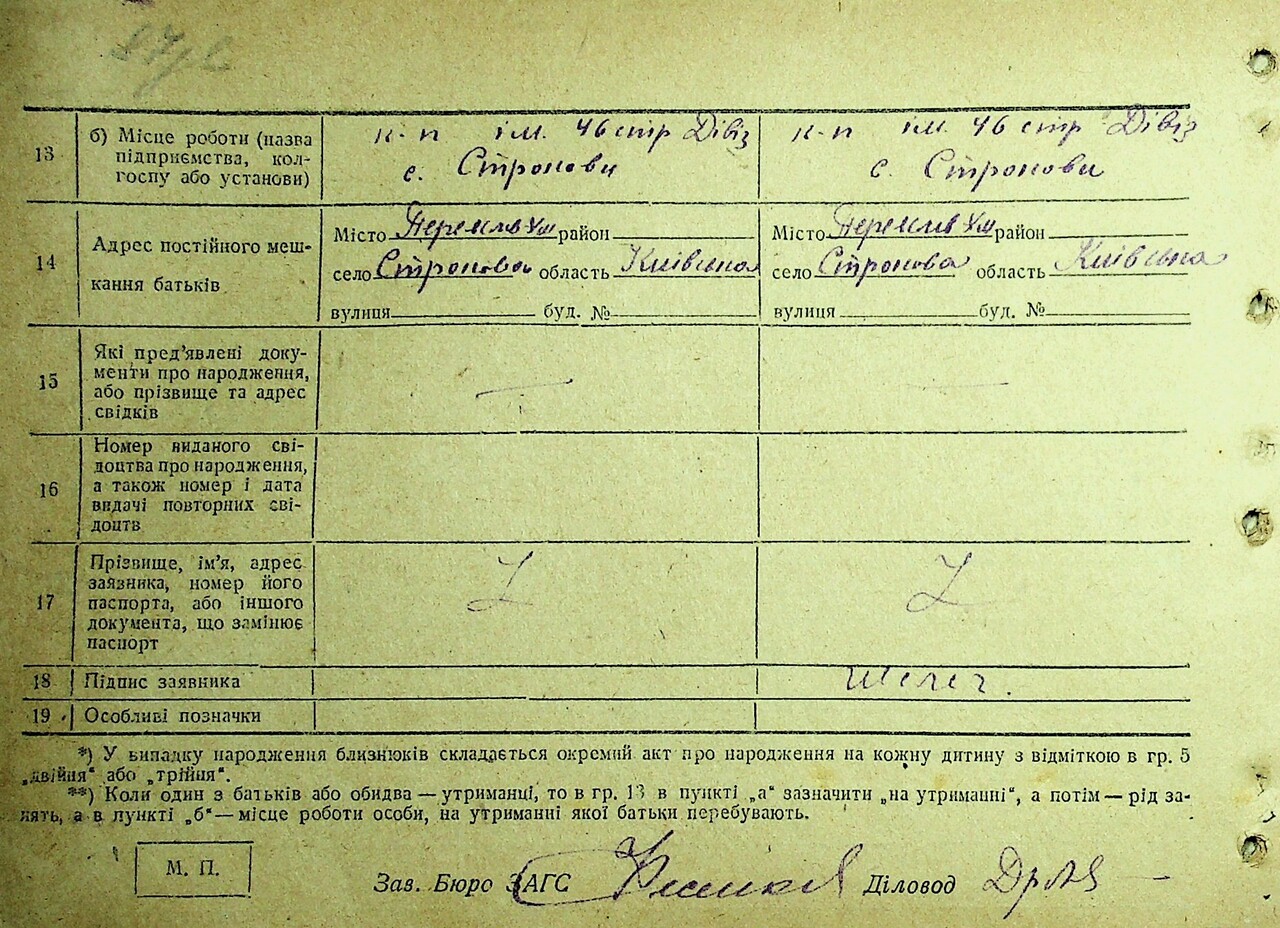 13 б) Місце роботи (назва підприємства, колгоспу або установи)
к-п ім. 46 стр Дівіз
с. Стронови
к-п ім. 46 стр Дівіз
с. Стронови
14 Адрес постійного меш-
кання батьків
Місто район
село Стронова область Київська
вулиця буд. №
Місто район
село Стронова область Київська
вулиця буд. №
15 Які пред'явлені доку-
менти про народження,
або прізвище та адрес
свідків
16 Номер виданого сві-
доцтва про народження,
а також номер і дата
видачі повторних сві-
доцтв
17 Прізвище, ім'я, адрес
заязника, номер його
паспорта, або іншого
документа, що замінює
паспорт
18 Підпис заявника
19 Особливі позначки
*) У випадку народження близнюків складається окремий акт про народження на кожну дитину з відміткою в гр. 5
„двійня“ або „трійня“.
**) Коли один з батьків або обидва — утриманці, то в гр. 13 в пункті „а“ зазначити „на утриманні“, а потім — рід за-
нять, а в пункті „б“ — місце роботи особи, на утриманні якої батьки перебувають.
М. П.
Зав. Бюро ЗАГС Діловод